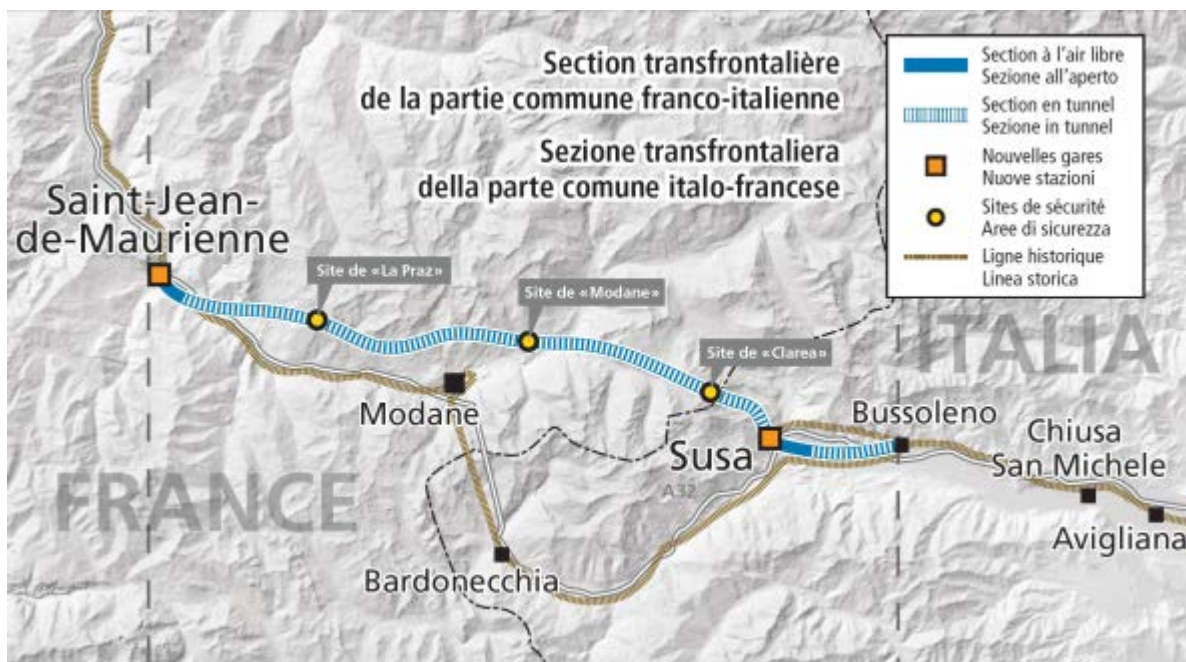 Section transfrontalière
de la partie commune franco-italienne
Sezione transfrontaliera
della parte comune italo-francese
Section à l'air libre
Sezione all'aperto
Section en tunnel
Sezione in tunnel
Nouvelles gares
Nuove stazioni
Sites de sécurité
Aree di sicurezza
Ligne historique
Linea storica
Saint-Jean-
de-Maurienne
Site de «La Praz»
Site de «Modane»
Site de «Clarea»
ITALIA
Modane
Bussoleno
Chiusa
San Michele
Susa
A32
FRANCE
Avigliana
Bardonecchia